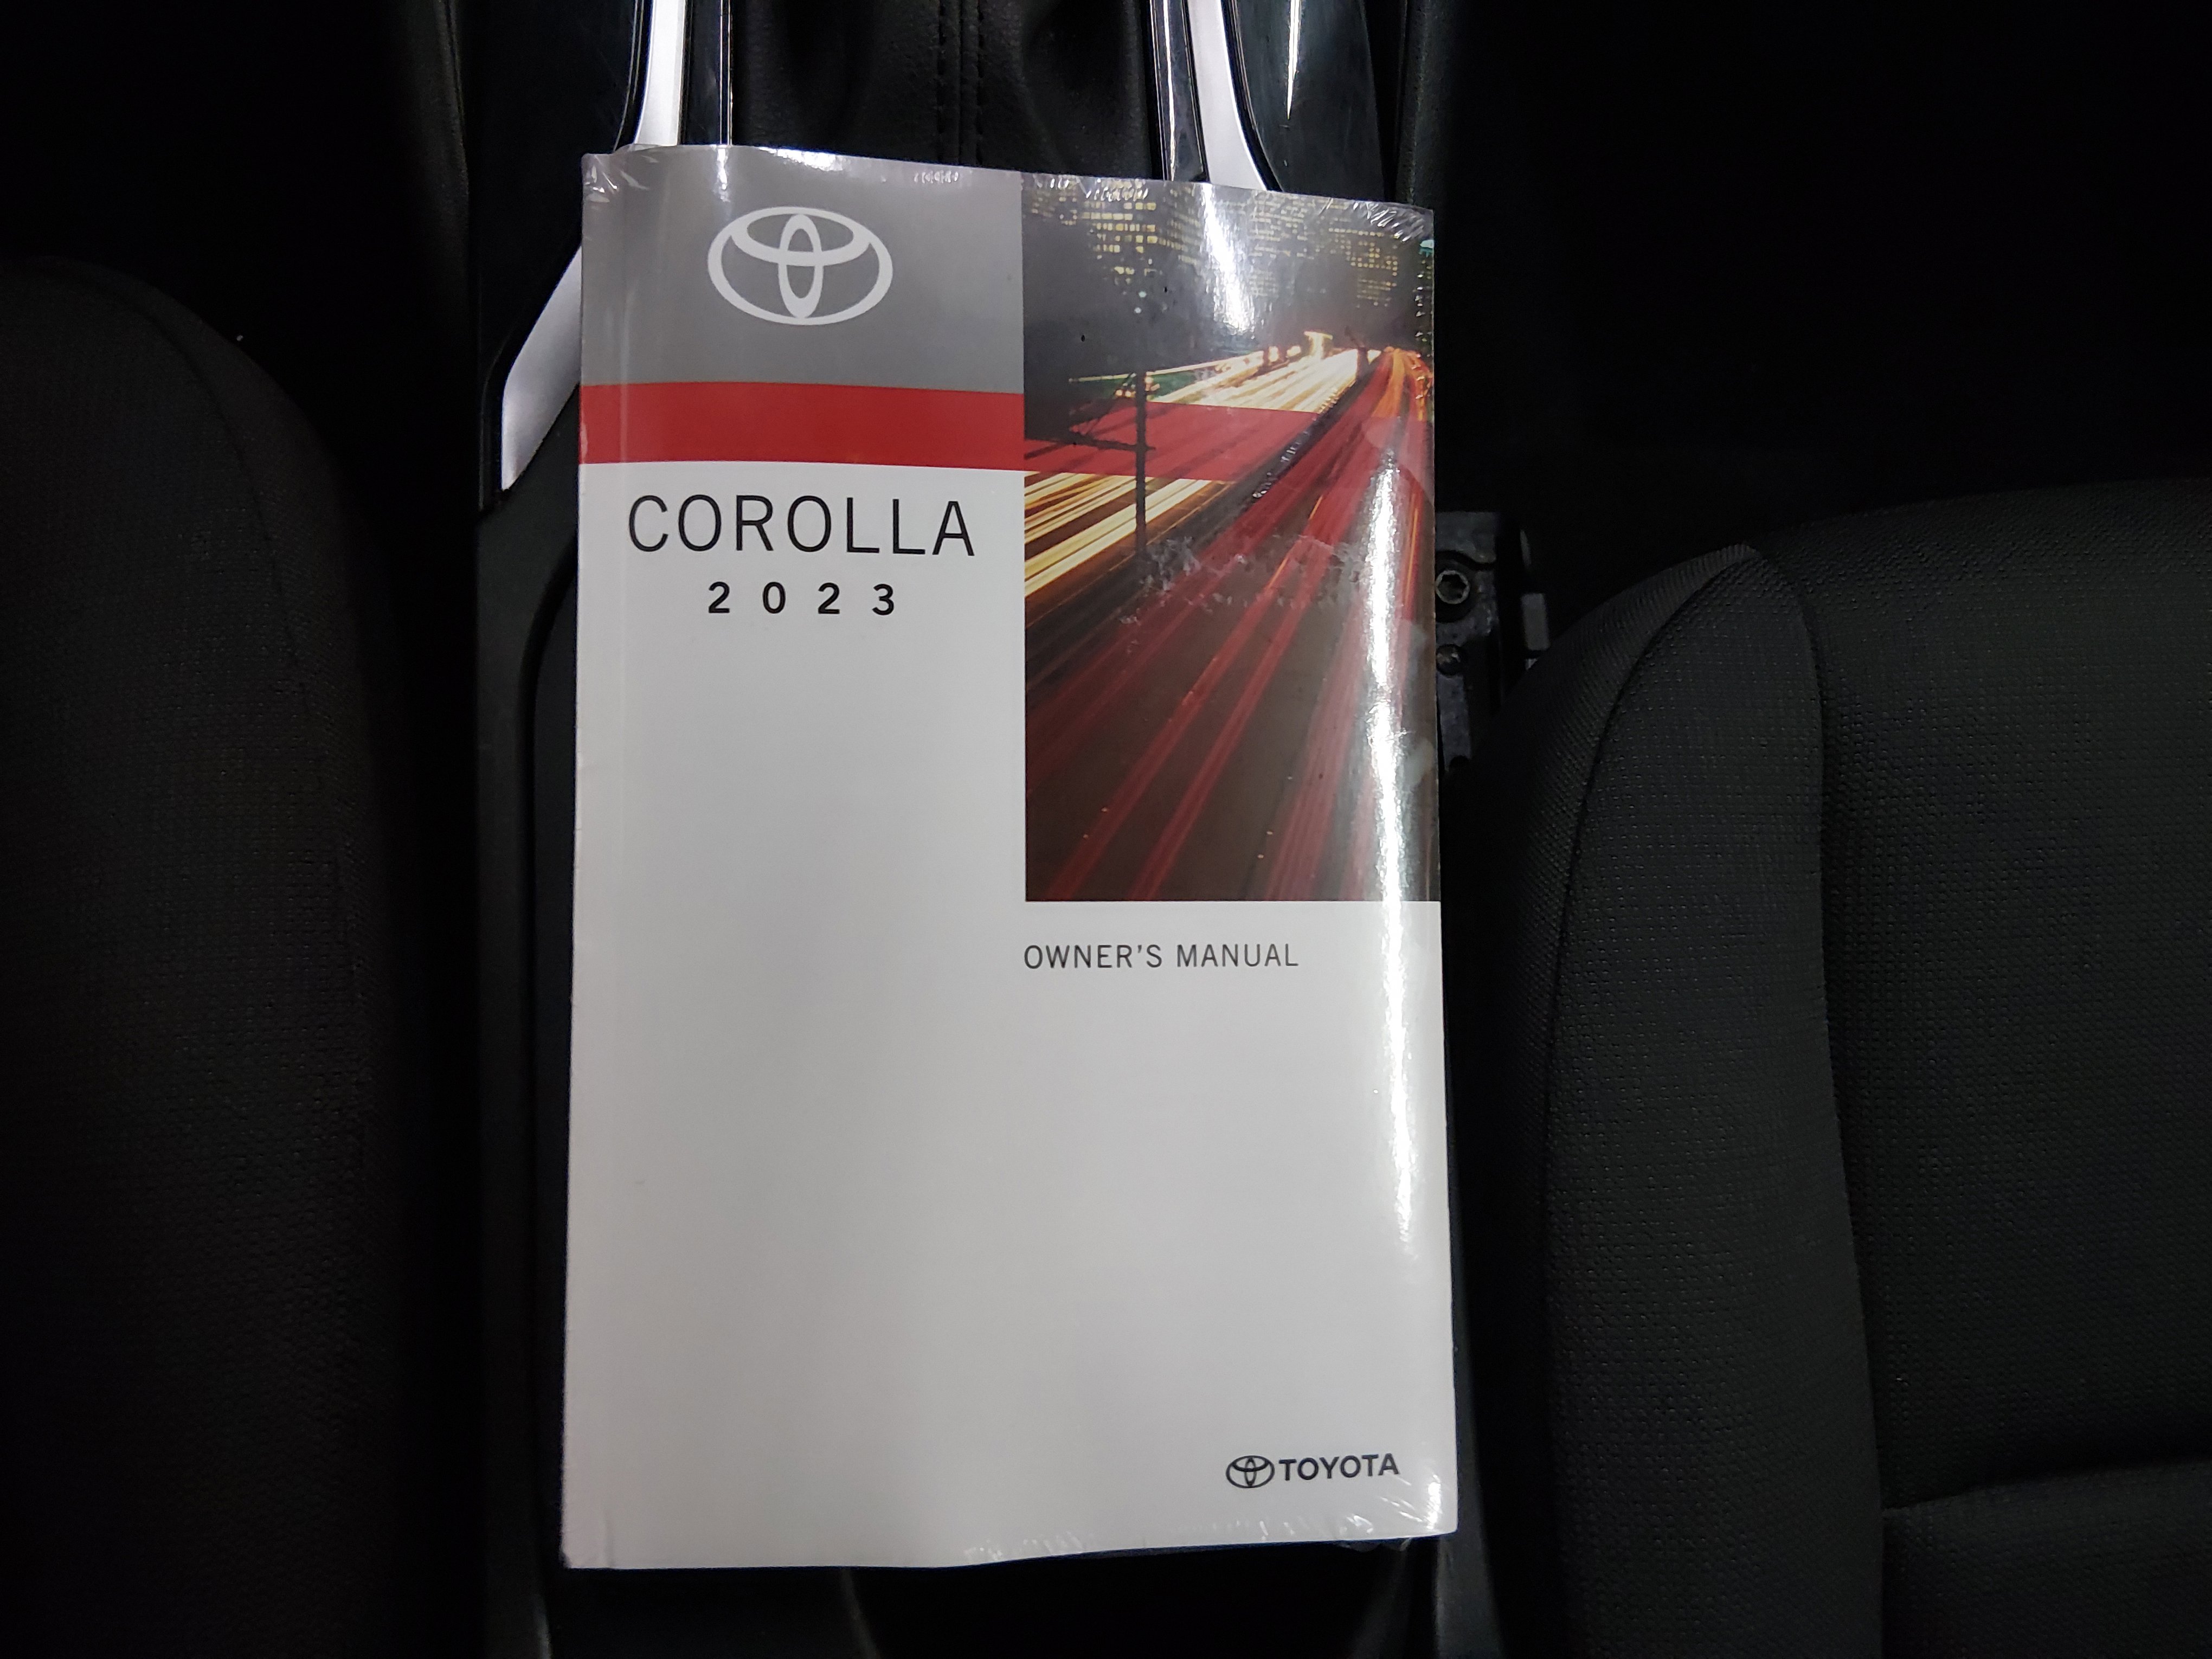 COROLLA
2023
OWNER'S MANUAL
TOYOTA